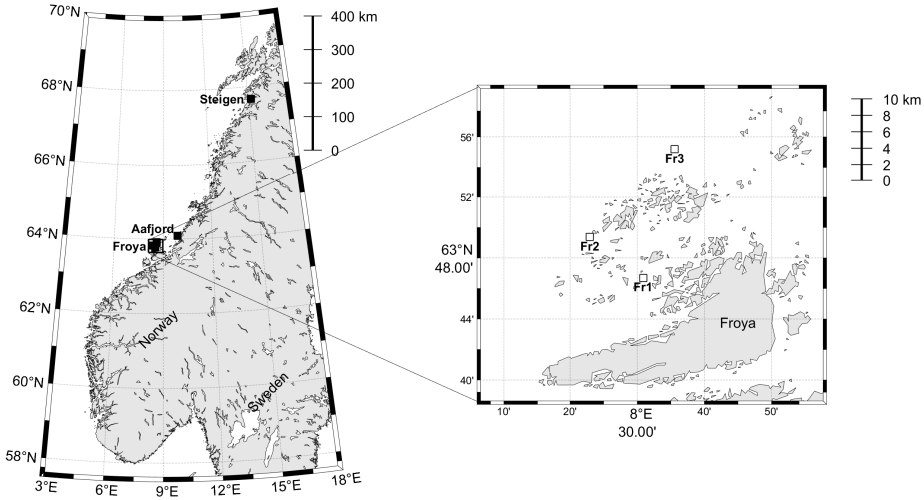 70°N
68°N
66°N
64°N
62°N
60°N
58°N
3°E
6°E
9°E
12°E
15°E
18°E
400 km
300
200
100
0
Steigen
Aafjord
Froya
Norway
Sweden
56'
52'
63°N
48.00'
44'
40'
10'
20'
8°E
30.00'
40'
50'
Fr3
Fr2
Fr1
Froya
10 km
8
6
4
2
0